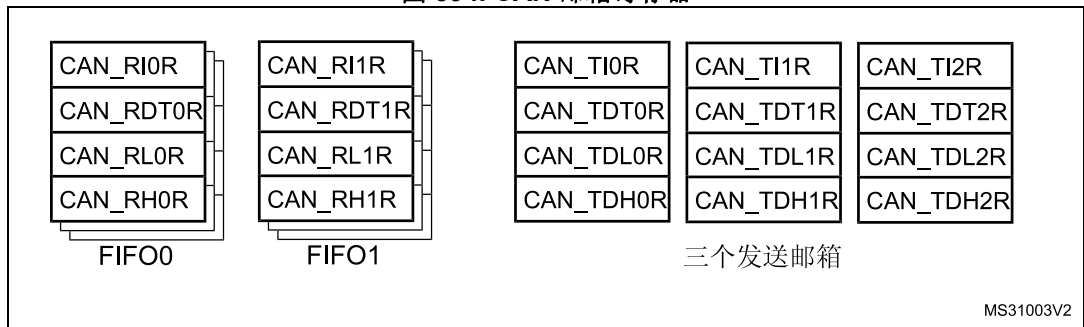 CAN_RI0R CAN_RI1R CAN_TI0R CAN_TI1R CAN_TI2R
CAN_RDT0R CAN_RDT1R CAN_TDT0R CAN_TDT1R CAN_TDT2R
CAN_RL0R CAN_RL1R CAN_TDL0R CAN_TDL1R CAN_TDL2R
CAN_RH0R CAN_RH1R CAN_TDH0R CAN_TDH1R CAN_TDH2R
FIFO0 FIFO1 三个发送邮箱
MS31003V2